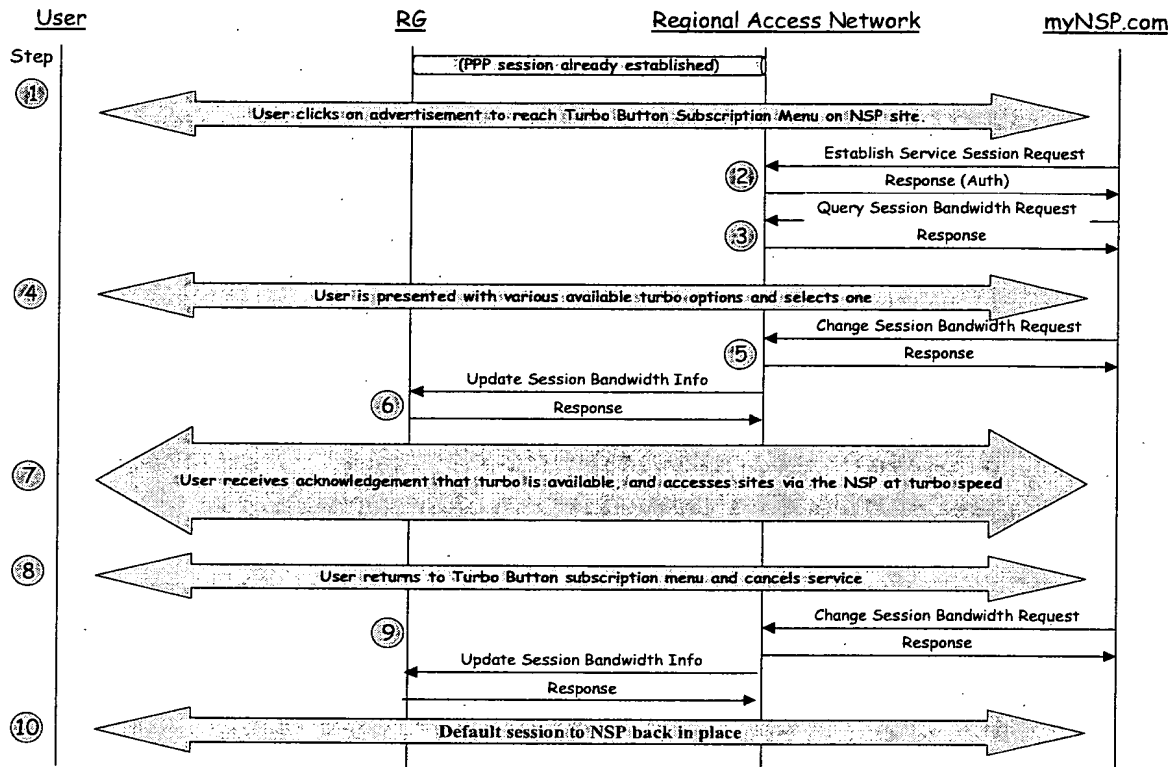 User RG Regional Access Network myNSP.com
Step
(PPP session already established)
1
User clicks on advertisement to reach Turbo Button Subscription Menu on NSP site.
Establish Service Session Request
2
Response (Auth)
Query Session Bandwidth Request
3
Response
4
User is presented with various available turbo options and selects one
Change Session Bandwidth Request
5
Response
Update Session Bandwidth Info
6
Response
7
User receives acknowledgement that turbo is available, and accesses sites via the NSP at turbo speed
8
User returns to Turbo Button subscription menu and cancels service
Change Session Bandwidth Request
9
Response
Update Session Bandwidth Info
Response
10
Default session to NSP back in place